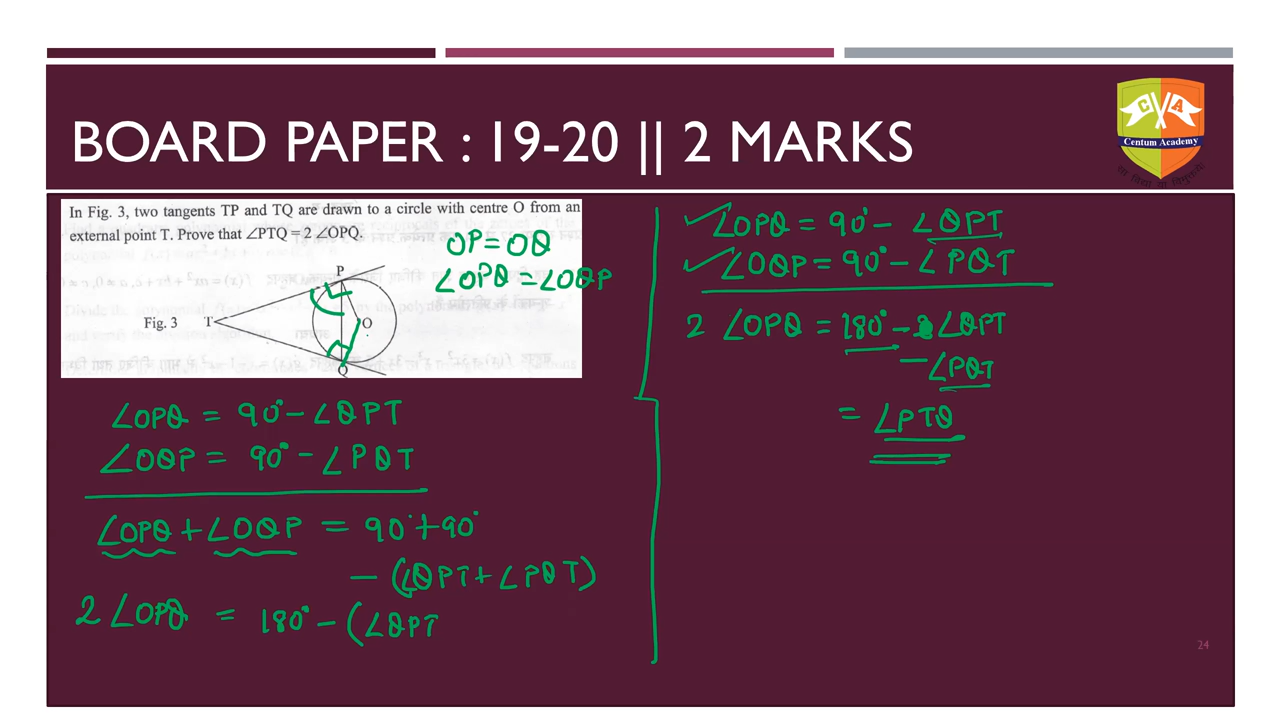 BOARD PAPER : 19-20 || 2 MARKS
C A
Centum Academy
In Fig. 3, two tangents TP and TQ are drawn to a circle with centre O from an
external point T. Prove that ∠PTQ = 2 ∠OPQ.
OP = OQ
∠OPQ = ∠OQP
P
Fig. 3
T
O
Q
∠OPQ = 90° - ∠QPT
∠OQP = 90° - ∠PQT
∠OPQ + ∠OQP = 90° + 90°
- (∠QPT + ∠PQT)
2 ∠OPQ = 180° - (∠QPT
∠OPQ = 90° - ∠QPT
∠OQP = 90° - ∠PQT
2 ∠OPQ = 180° - ∠QPT
- ∠PQT
= ∠PTQ
24